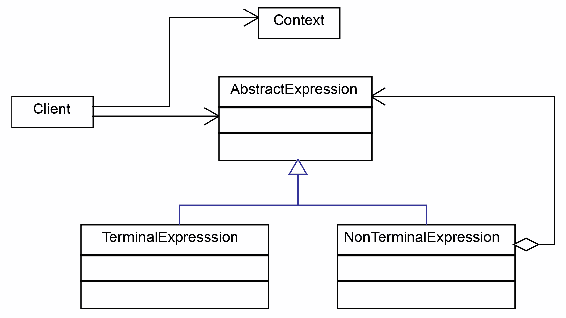 Context
AbstractExpression
Client
TerminalExpresssion
NonTerminalExpression